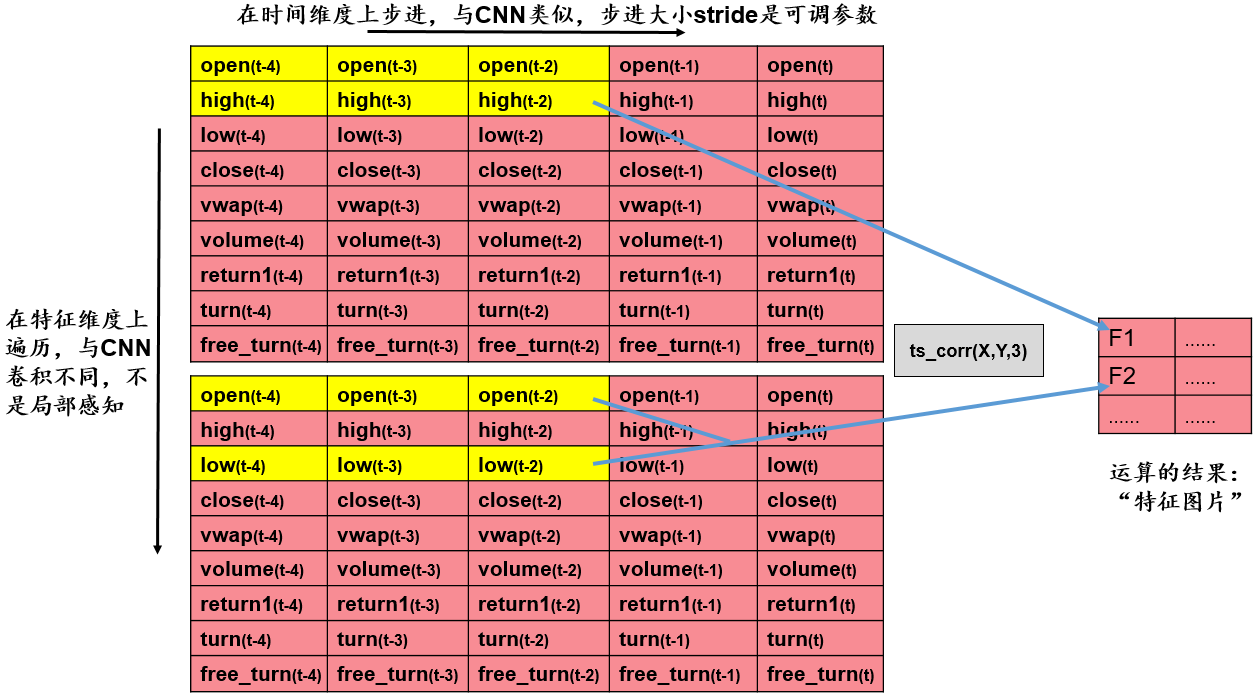 在时间维度上步进，与CNN类似，步进大小stride是可调参数
open(t-4) open(t-3) open(t-2) open(t-1) open(t)
high(t-4) high(t-3) high(t-2) high(t-1) high(t)
low(t-4) low(t-3) low(t-2) low(t-1) low(t)
close(t-4) close(t-3) close(t-2) close(t-1) close(t)
vwap(t-4) vwap(t-3) vwap(t-2) vwap(t-1) vwap(t)
volume(t-4) volume(t-3) volume(t-2) volume(t-1) volume(t)
return1(t-4) return1(t-3) return1(t-2) return1(t-1) return1(t)
turn(t-4) turn(t-3) turn(t-2) turn(t-1) turn(t)
free_turn(t-4) free_turn(t-3) free_turn(t-2) free_turn(t-1) free_turn(t)
在特征维度上
遍历，与CNN
卷积不同，不
是局部感知
open(t-4) open(t-3) open(t-2) open(t-1) open(t)
high(t-4) high(t-3) high(t-2) high(t-1) high(t)
low(t-4) low(t-3) low(t-2) low(t-1) low(t)
close(t-4) close(t-3) close(t-2) close(t-1) close(t)
vwap(t-4) vwap(t-3) vwap(t-2) vwap(t-1) vwap(t)
volume(t-4) volume(t-3) volume(t-2) volume(t-1) volume(t)
return1(t-4) return1(t-3) return1(t-2) return1(t-1) return1(t)
turn(t-4) turn(t-3) turn(t-2) turn(t-1) turn(t)
free_turn(t-4) free_turn(t-3) free_turn(t-2) free_turn(t-1) free_turn(t)
ts_corr(X,Y,3)
F1 ......
F2 ......
...... ......
运算的结果：
“特征图片”